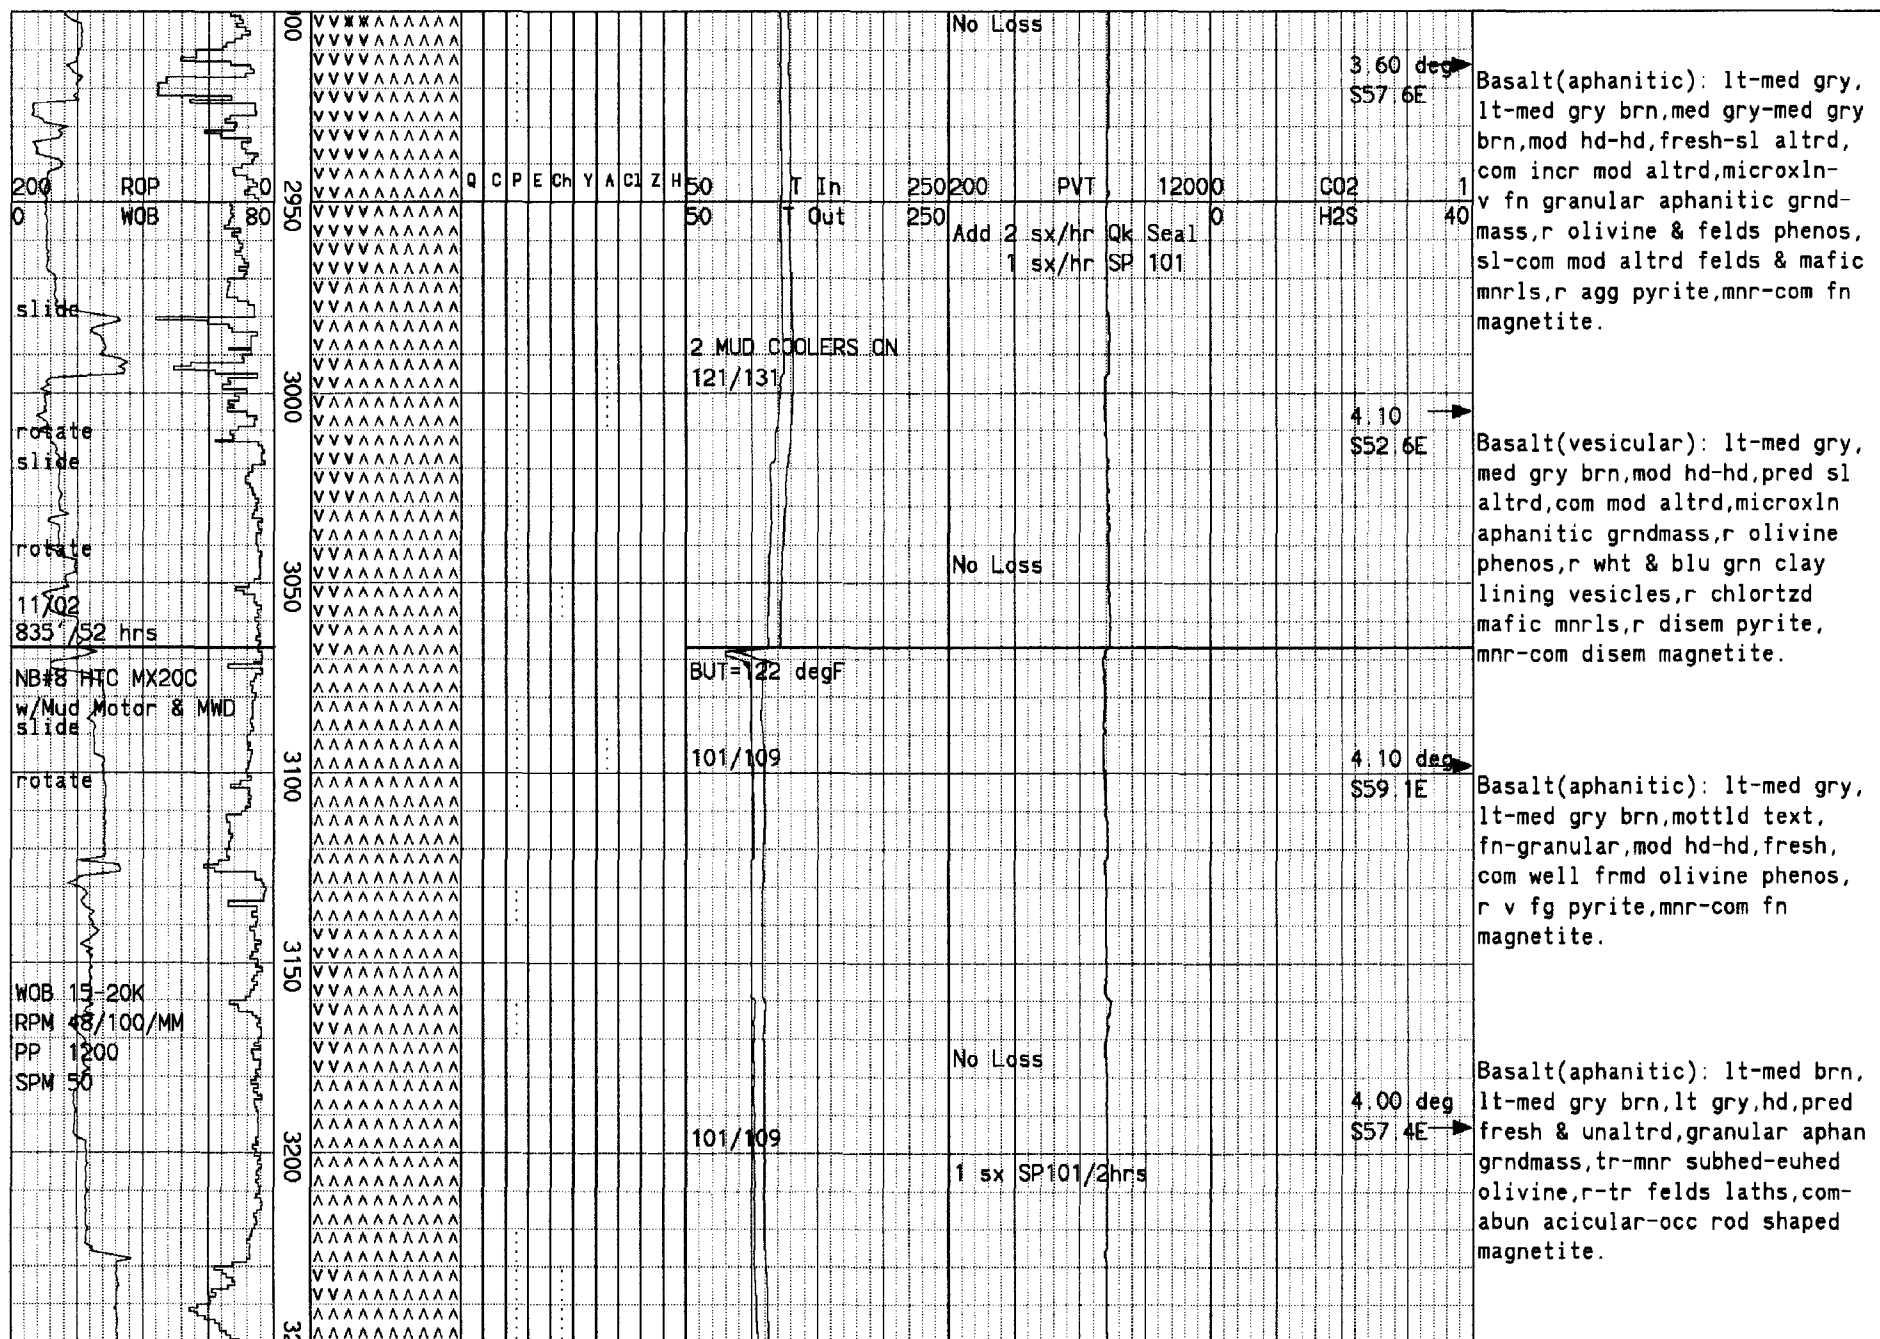 No Loss
3.60 deg
S57.6E
Basalt(aphanitic): lt-med gry,
lt-med gry brn,med gry-med gry
brn,mod hd-hd,fresh-sl altrd,
com incr mod altrd,microxln-
v fn granular aphanitic grnd-
mass,r olivine & felds phenos,
sl-com mod altrd felds & mafic
mnrls,r agg pyrite,mnr-com fn
magnetite.
200 ROP 0
0 WOB 80
2950
Q C P E Ch Y A Cl Z H
50 T In 250
50 T Out 250
200 PVT 1200
0 CO2 1
0 H2S 40
Add 2 sx/hr Qk Seal
1 sx/hr SP 101
slide
2 MUD COOLERS ON
121/131
3000
rotate
slide
4.10
S52.6E
Basalt(vesicular): lt-med gry,
med gry brn,mod hd-hd,pred sl
altrd,com mod altrd,microxln
aphanitic grndmass,r olivine
phenos,r wht & blu grn clay
lining vesicles,r chlortzd
mafic mnrls,r disem pyrite,
mnr-com disem magnetite.
rotate
No Loss
3050
11/02
835'/52 hrs
NB#8 HTC MX20C
w/Mud Motor & MWD
slide
BUT=122 degF
101/109
rotate
3100
4.10 deg
S59.1E
Basalt(aphanitic): lt-med gry,
lt-med gry brn,mottld text,
fn-granular,mod hd-hd,fresh,
com well frmd olivine phenos,
r v fg pyrite,mnr-com fn
magnetite.
3150
WOB 15-20K
RPM 48/100/MM
PP 1200
SPM 50
No Loss
4.00 deg
S57.4E
101/109
3200
1 sx SP101/2hrs
Basalt(aphanitic): lt-med brn,
lt-med gry brn,lt gry,hd,pred
fresh & unaltrd,granular aphan
grndmass,tr-mnr subhed-euhed
olivine,r-tr felds laths,com-
abun acicular-occ rod shaped
magnetite.